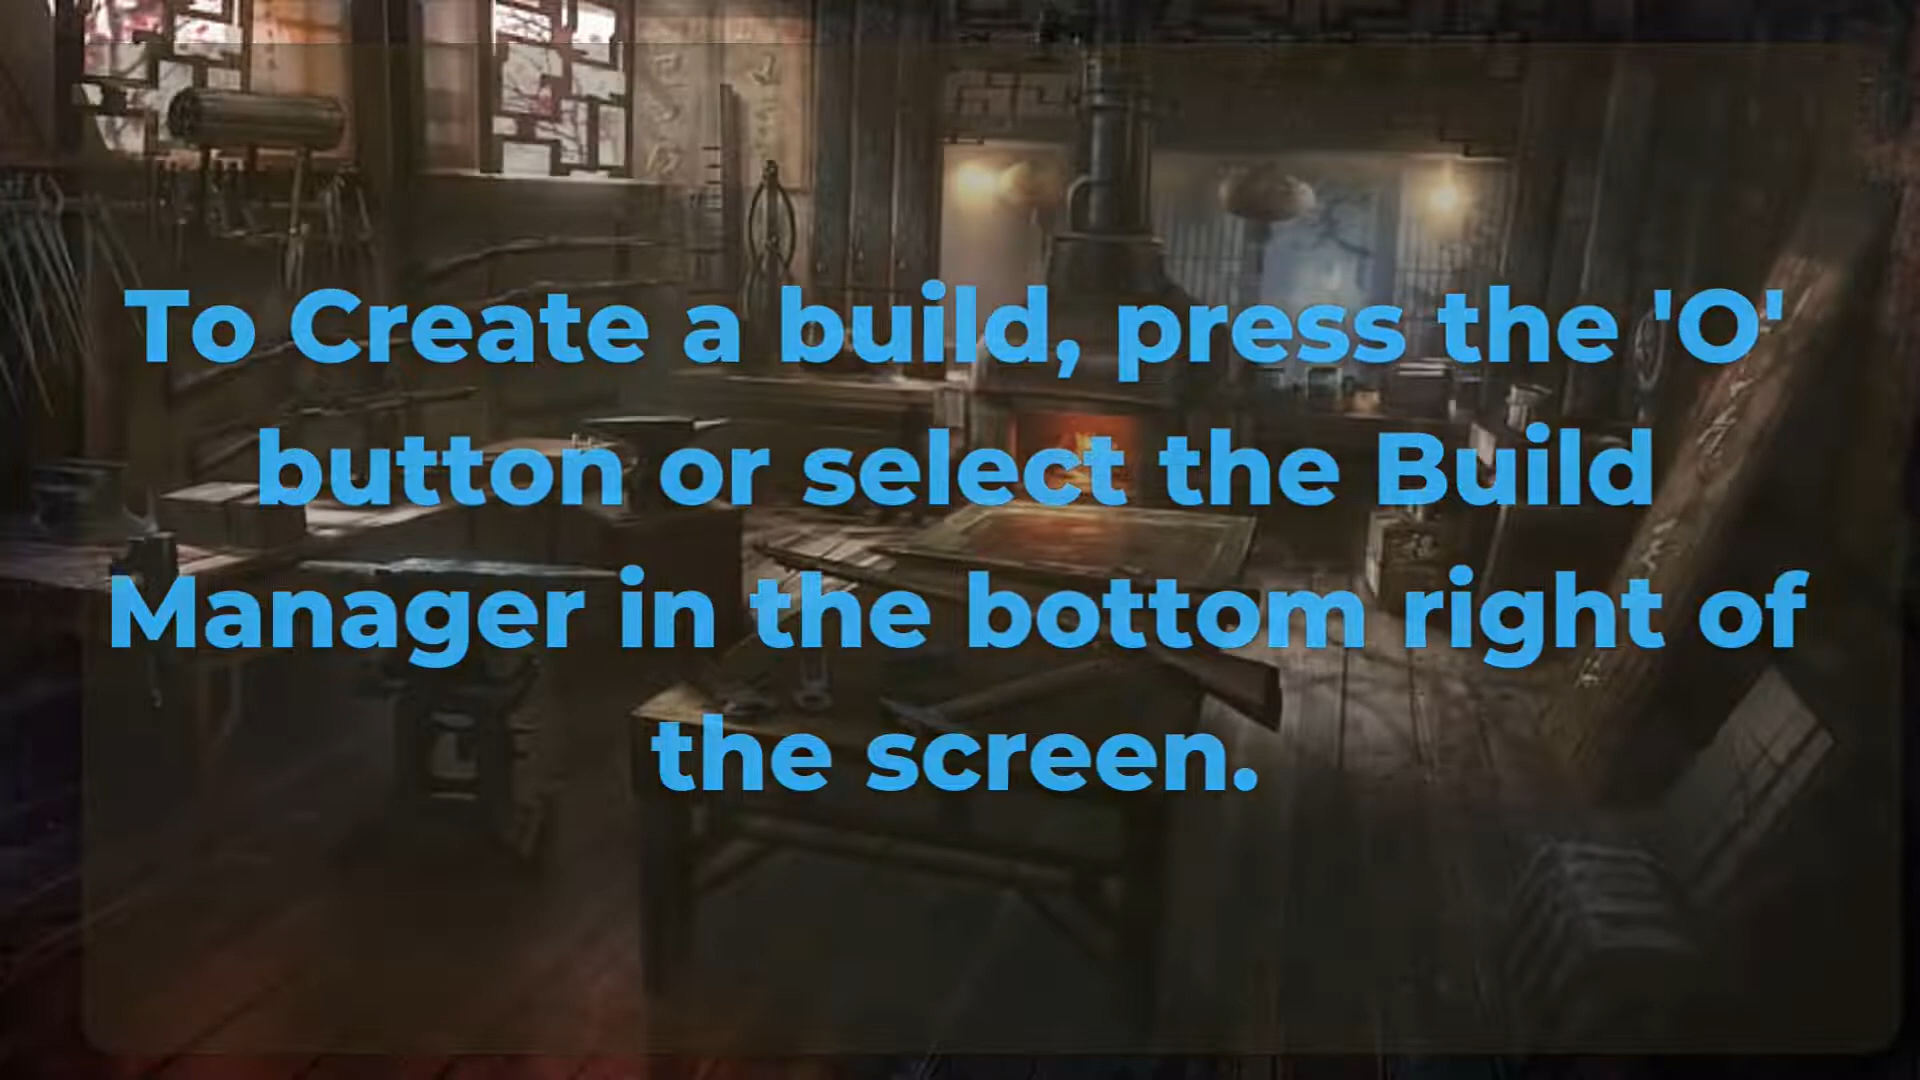 To Create a build, press the 'O'
button or select the Build
Manager in the bottom right of
the screen.